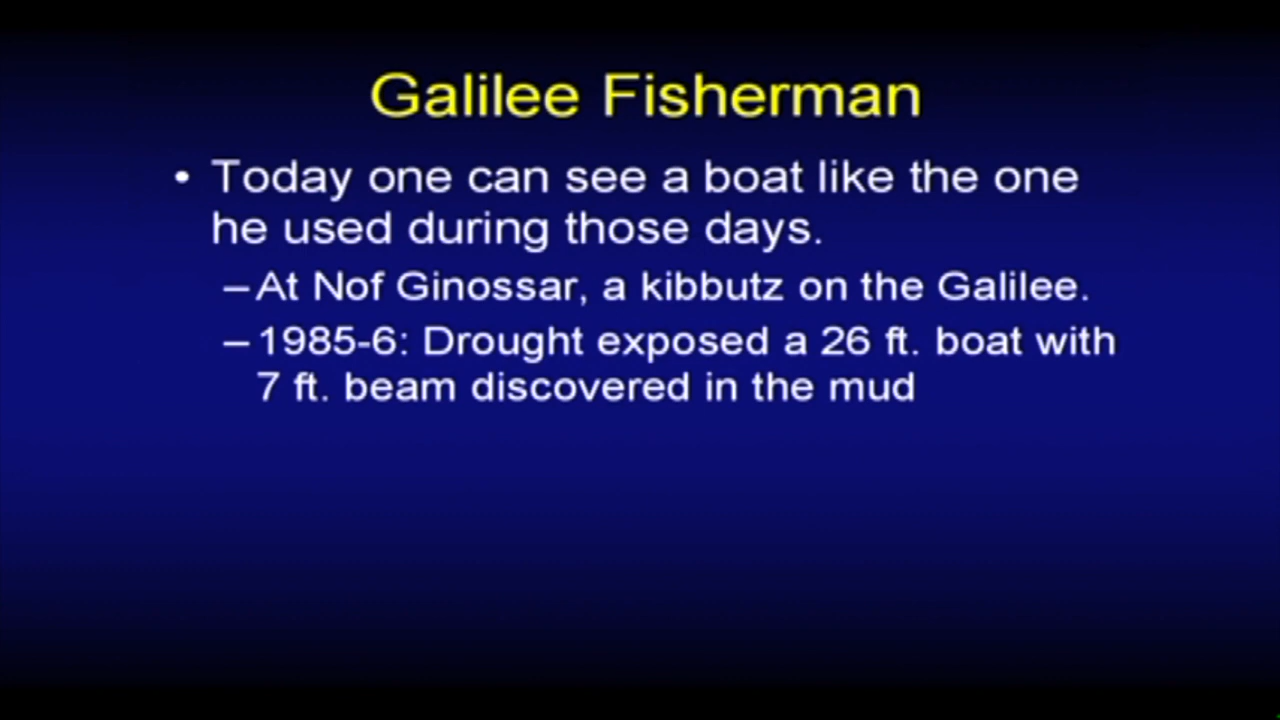 Galilee Fisherman
• Today one can see a boat like the one
he used during those days.
– At Nof Ginossar, a kibbutz on the Galilee.
– 1985-6: Drought exposed a 26 ft. boat with
7 ft. beam discovered in the mud